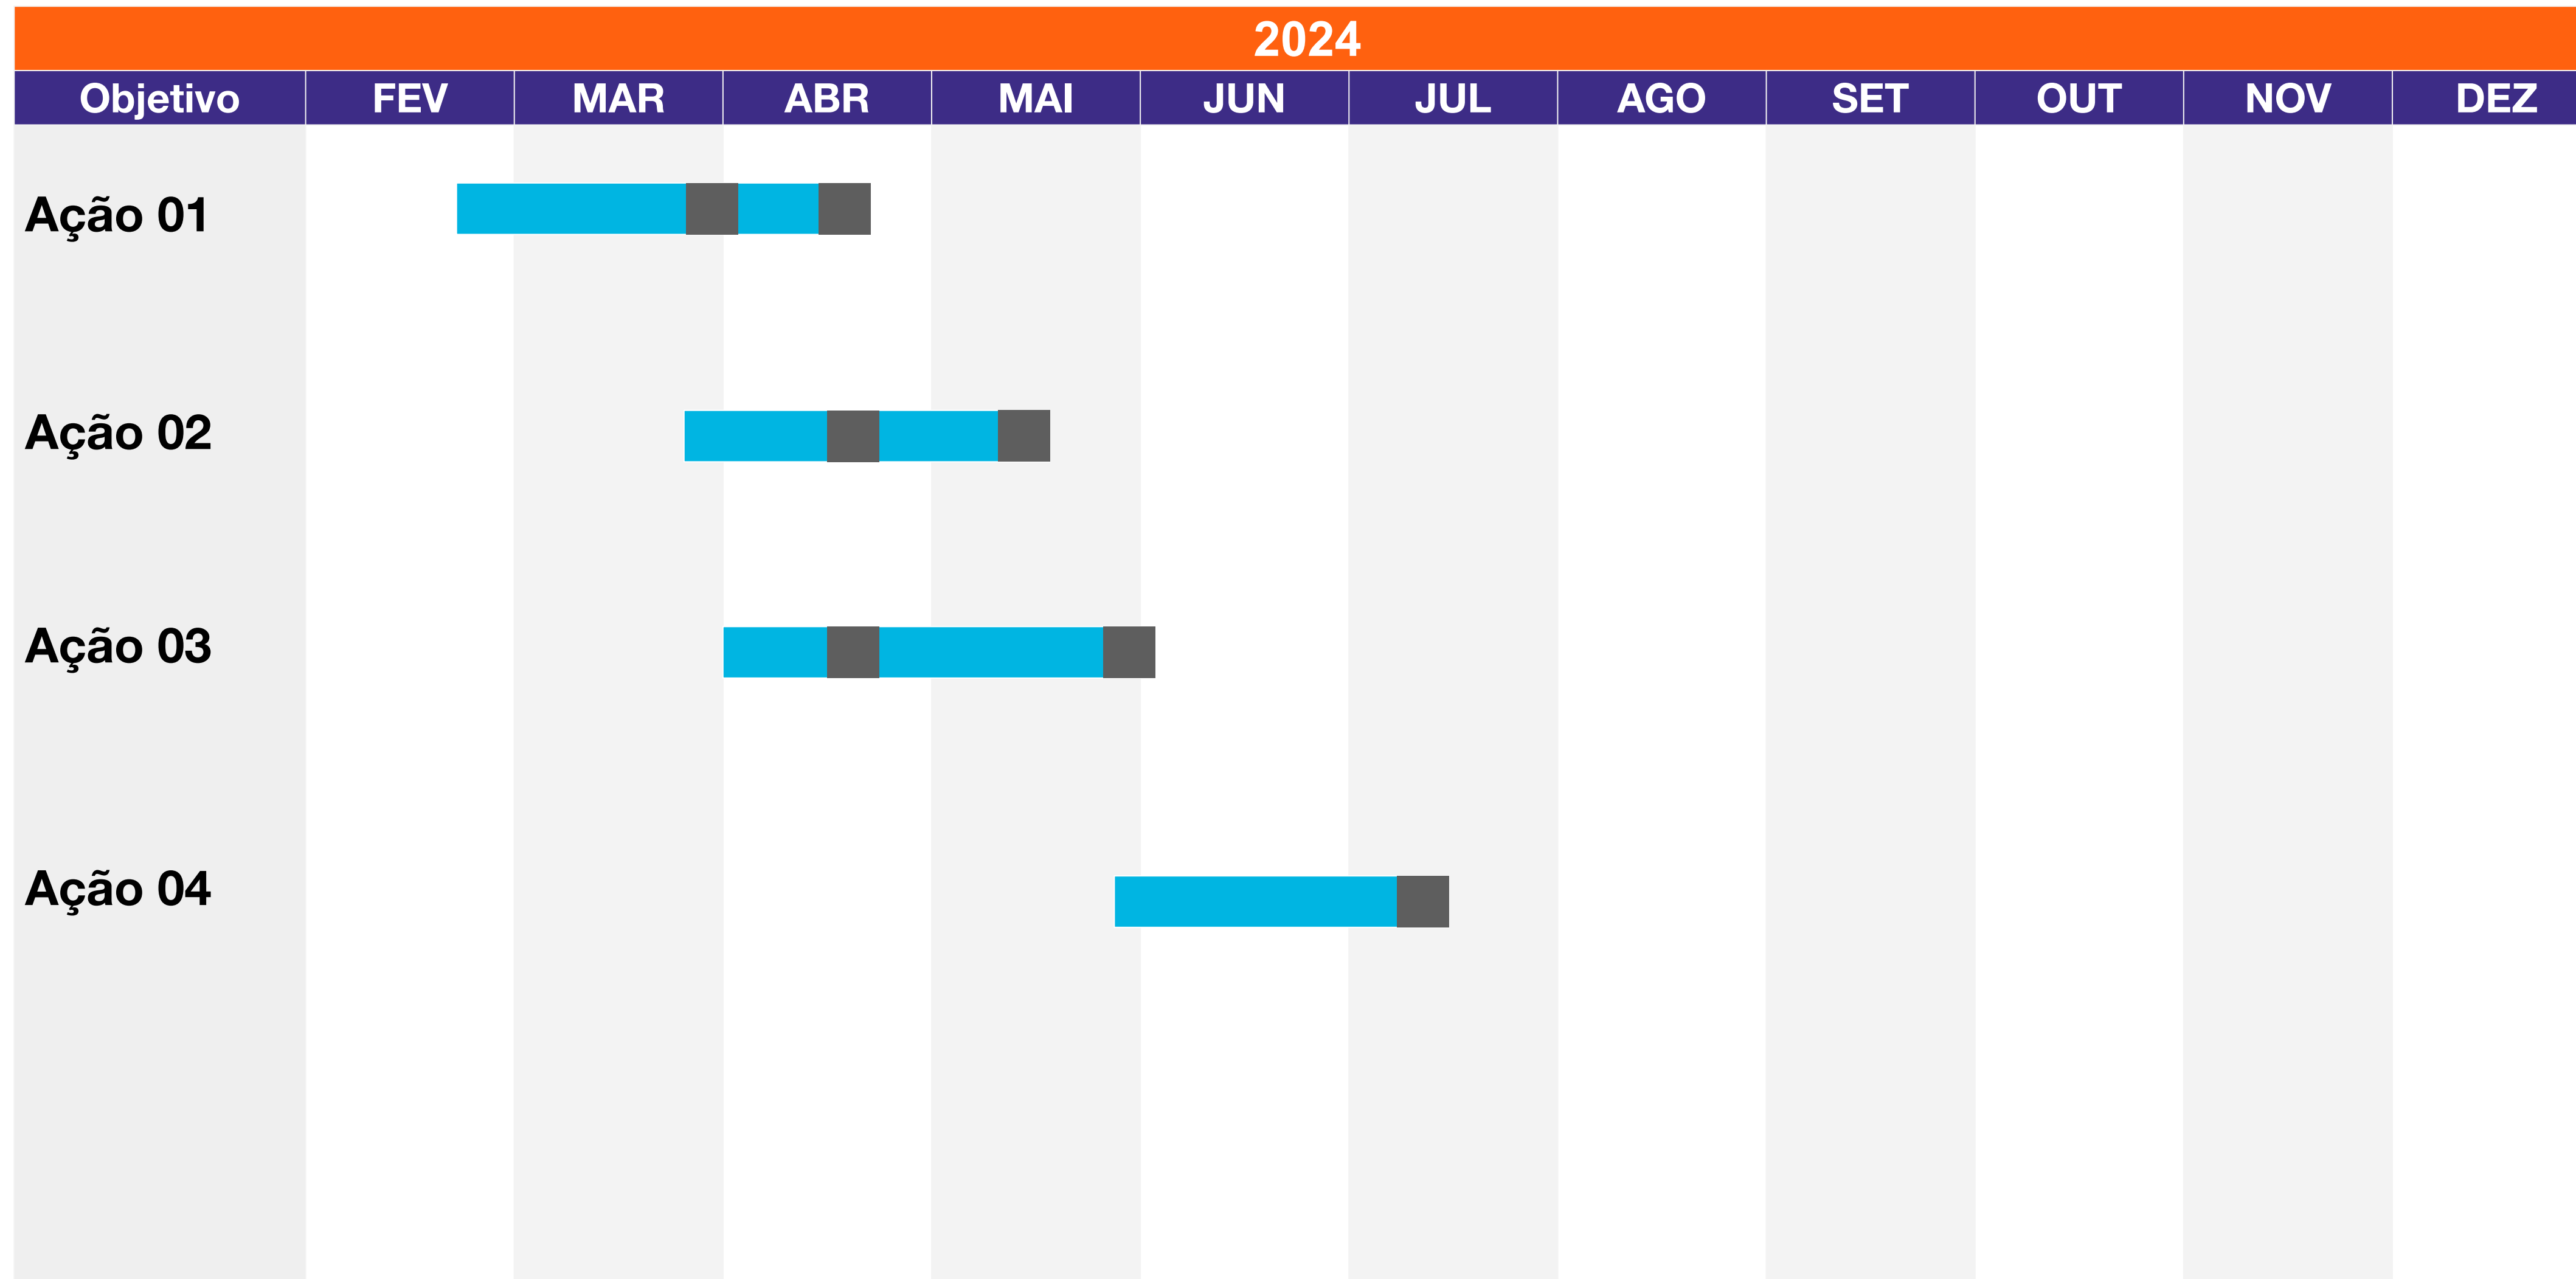 2024
Objetivo FEV MAR ABR MAI JUN JUL AGO SET OUT NOV DEZ
Ação 01
Ação 02
Ação 03
Ação 04